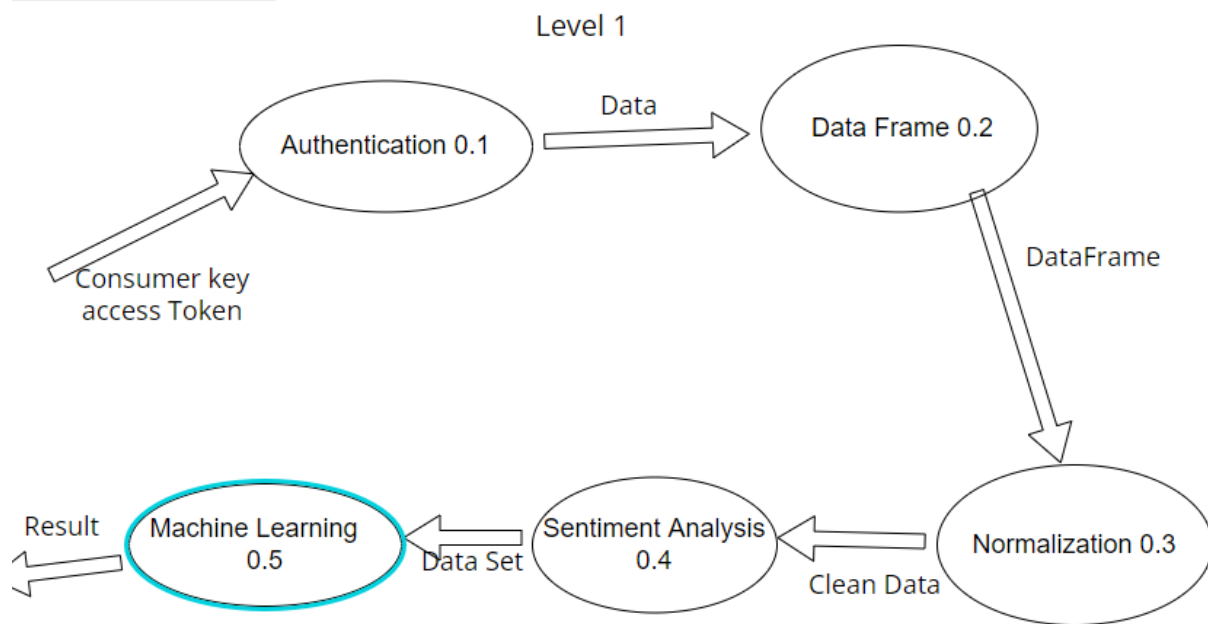 Level 1
Authentication 0.1
Data
Data Frame 0.2
Consumer key
access Token
DataFrame
Normalization 0.3
Clean Data
Sentiment Analysis
0.4
Data Set
Machine Learning
0.5
Result